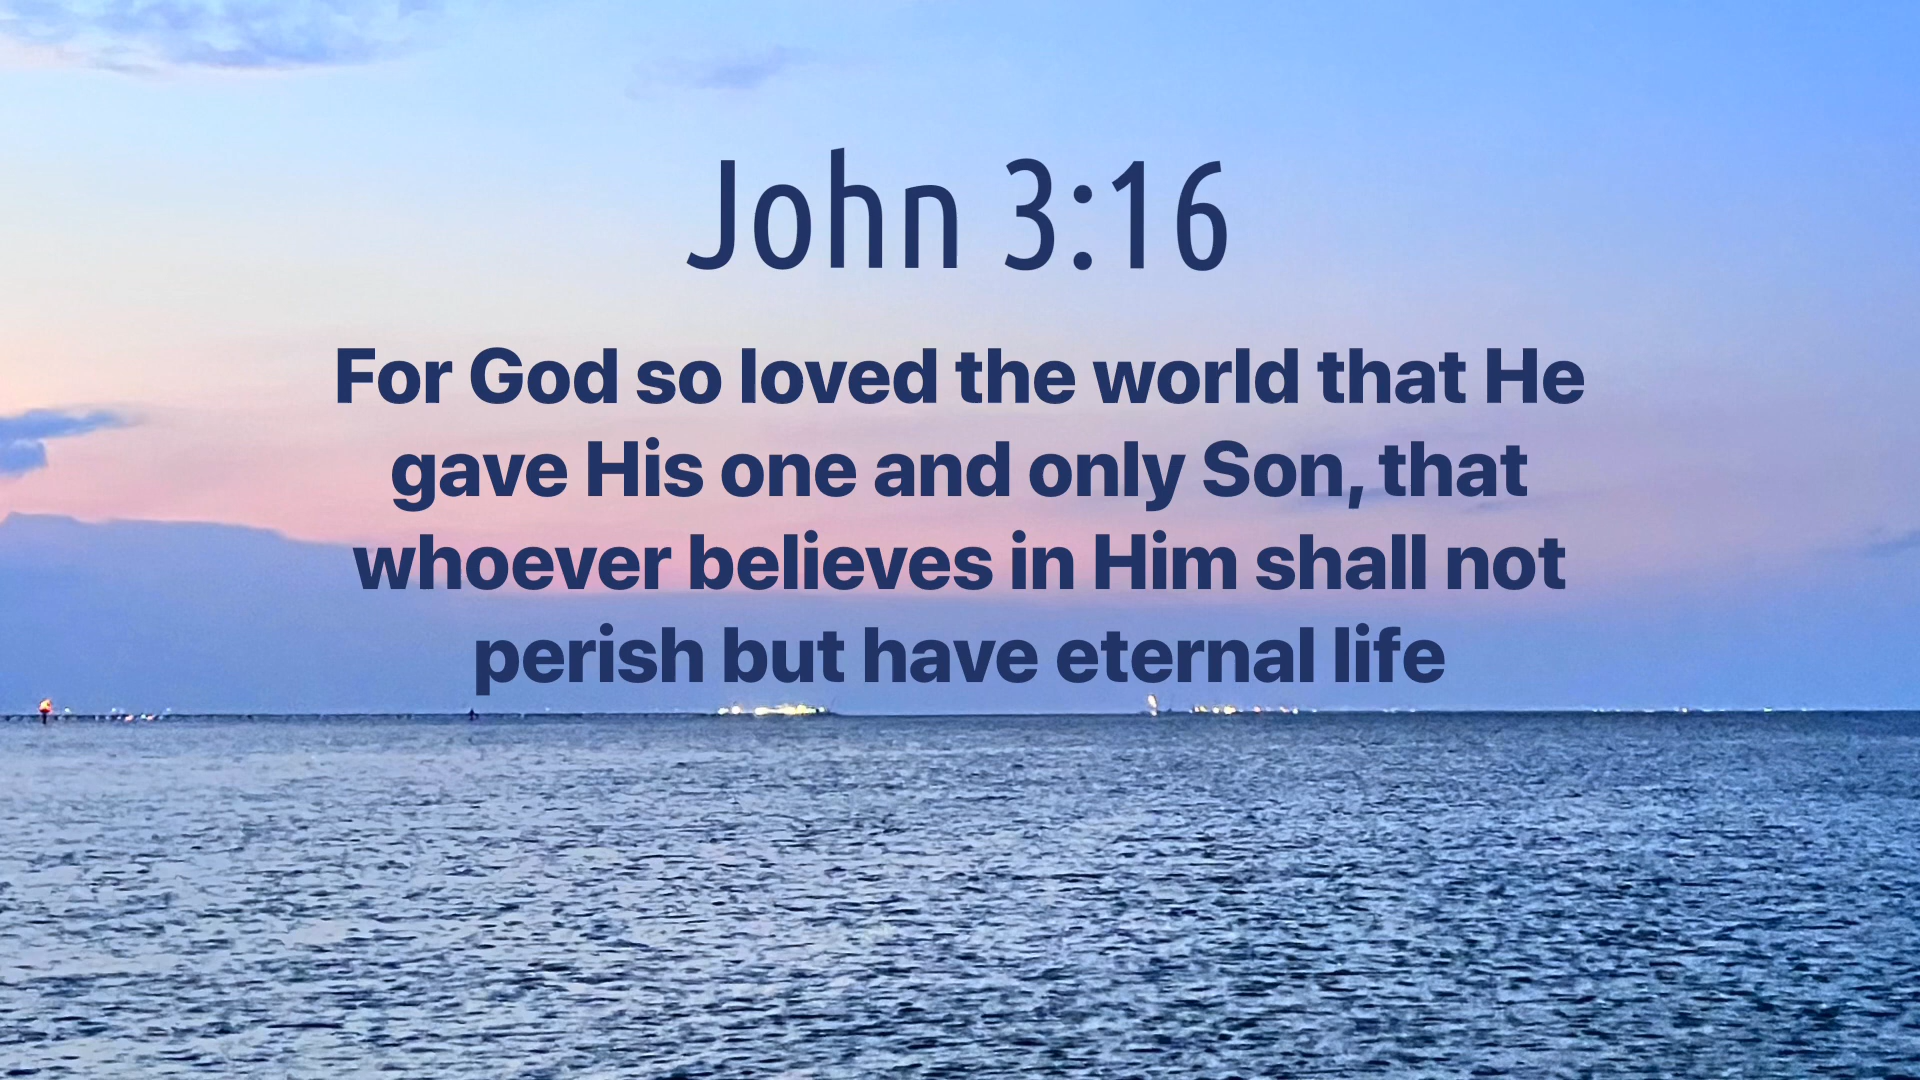 John 3:16
For God so loved the world that He
gave His one and only Son, that
whoever believes in Him shall not
perish but have eternal life